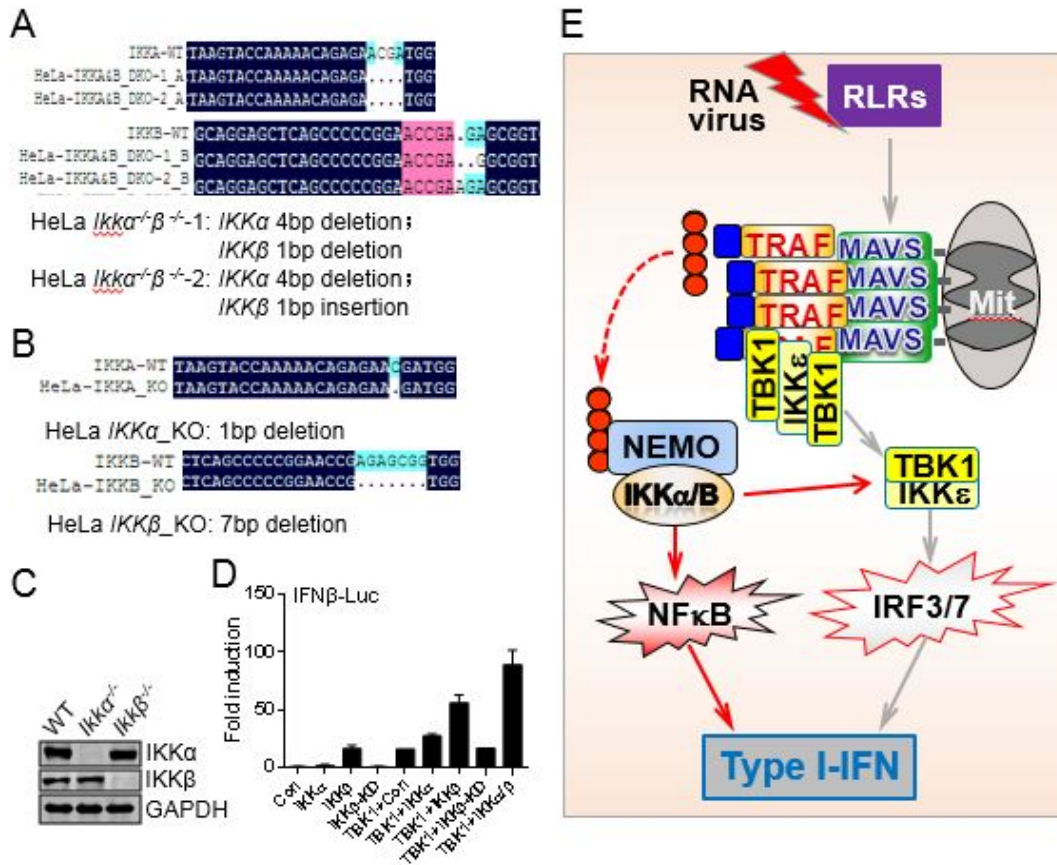 A
IKKA-WT TAAGTACCAAAAACAGAGAACGATGGT
HeLa-IKKA&B_DKO-1_A TAAGTACCAAAAACAGAGA....TGGT
HeLa-IKKA&B_DKO-2_A TAAGTACCAAAAACAGAGA....TGGT
IKKB-WT GCAGGAGCTCAGCCCCCGGAACCGA.GAGCGGT
HeLa-IKKA&B_DKO-1_B GCAGGAGCTCAGCCCCCGGAACCGA..GGCGGT
HeLa-IKKA&B_DKO-2_B GCAGGAGCTCAGCCCCCGGAACCGAAGAGCGGT
HeLa Ikkα-/-β-/--1: IKKα 4bp deletion;
IKKβ 1bp deletion
HeLa Ikkα-/-β-/--2: IKKα 4bp deletion;
IKKβ 1bp insertion
B
IKKA-WT TAAGTACCAAAAACAGAGAACGATGG
HeLa-IKKA_KO TAAGTACCAAAAACAGAGAA.GATGG
HeLa IKKα_KO: 1bp deletion
IKKB-WT CTCAGCCCCCGGAACCGAGAGCGGTGG
HeLa-IKKB_KO CTCAGCCCCCGGAACCG.......TGG
HeLa IKKβ_KO: 7bp deletion
C
WT
Ikkα-/-
Ikkβ-/-
IKKα
IKKβ
GAPDH
D
IFNβ-Luc
Fold induction
150
100
50
0
Corl
IKKα
IKKβ
IKKβ-KD
TBK1+Corl
TBK1+IKKα
TBK1+IKKβ
TBK1+IKKβ-KD
TBK1+IKKα/β
E
RNA
virus
RLRs
TRAF MAVS
TRAF MAVS
TRAF MAVS
MAVS
Mit
TBK1
IKKε
TBK1
NEMO
IKKα/B
TBK1
IKKε
NFκB
IRF3/7
Type I-IFN